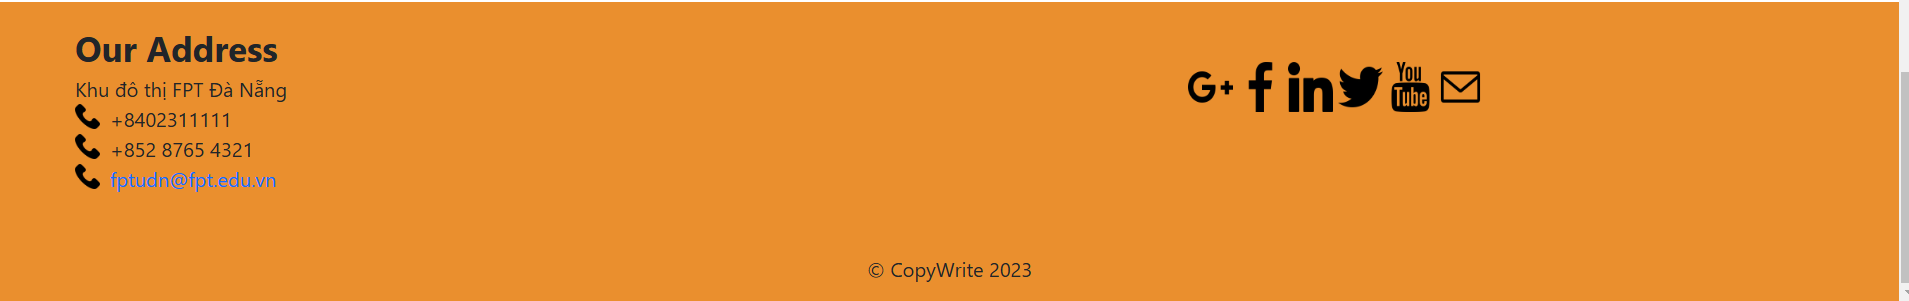 Our Address
Khu đô thị FPT Đà Nẵng
+8402311111
+852 8765 4321
fptudn@fpt.edu.vn
G+ f in You Tube
© CopyWrite 2023